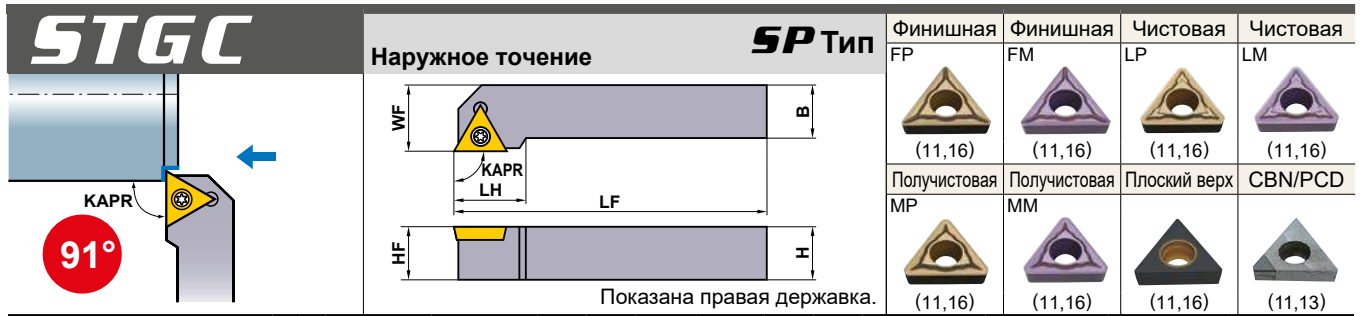 STGC
KAPR
91°
Наружное точение
SP Тип
WF
B
KAPR
LH
LF
HF
H
Показана правая державка.
Финишная Финишная Чистовая Чистовая
FP FM LP LM
(11,16) (11,16) (11,16) (11,16)
Получистовая Получистовая Плоский верх CBN/PCD
MP MM
(11,16) (11,16) (11,16) (11,13)